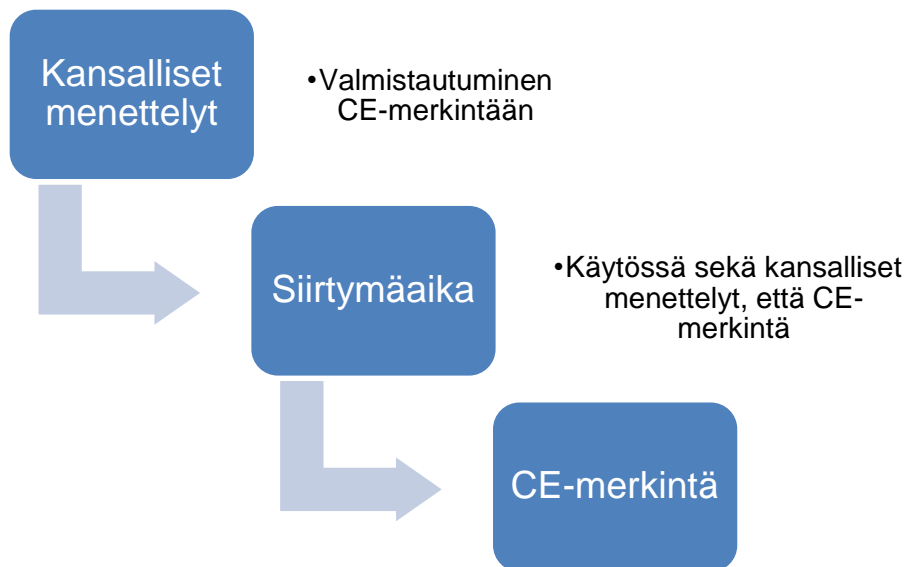 Kansalliset
menettelyt
•Valmistautuminen
CE-merkintään
Siirtymäaika
•Käytössä sekä kansalliset
menettelyt, että CE-
merkintä
CE-merkintä